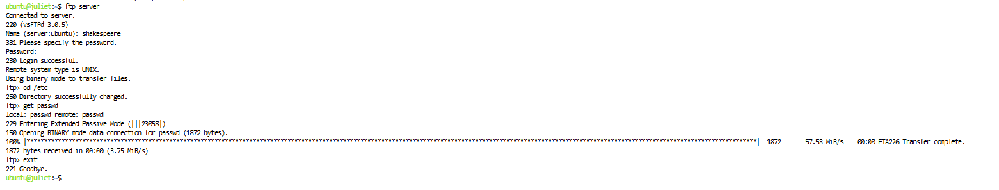 ubuntu@juliet:~$ ftp server
Connected to server.
220 (vsFTPd 3.0.5)
Name (server:ubuntu): shakespeare
331 Please specify the password.
Password:
230 Login successful.
Remote system type is UNIX.
Using binary mode to transfer files.
ftp> cd /etc
250 Directory successfully changed.
ftp> get passwd
local: passwd remote: passwd
229 Entering Extended Passive Mode (|||23058|)
150 Opening BINARY mode data connection for passwd (1872 bytes).
100% |***********************************************************************************************************************************************************************************************************| 1872 57.58 MiB/s 00:00 ETA226 Transfer complete.
1872 bytes received in 00:00 (3.75 MiB/s)
ftp> exit
221 Goodbye.
ubuntu@juliet:~$